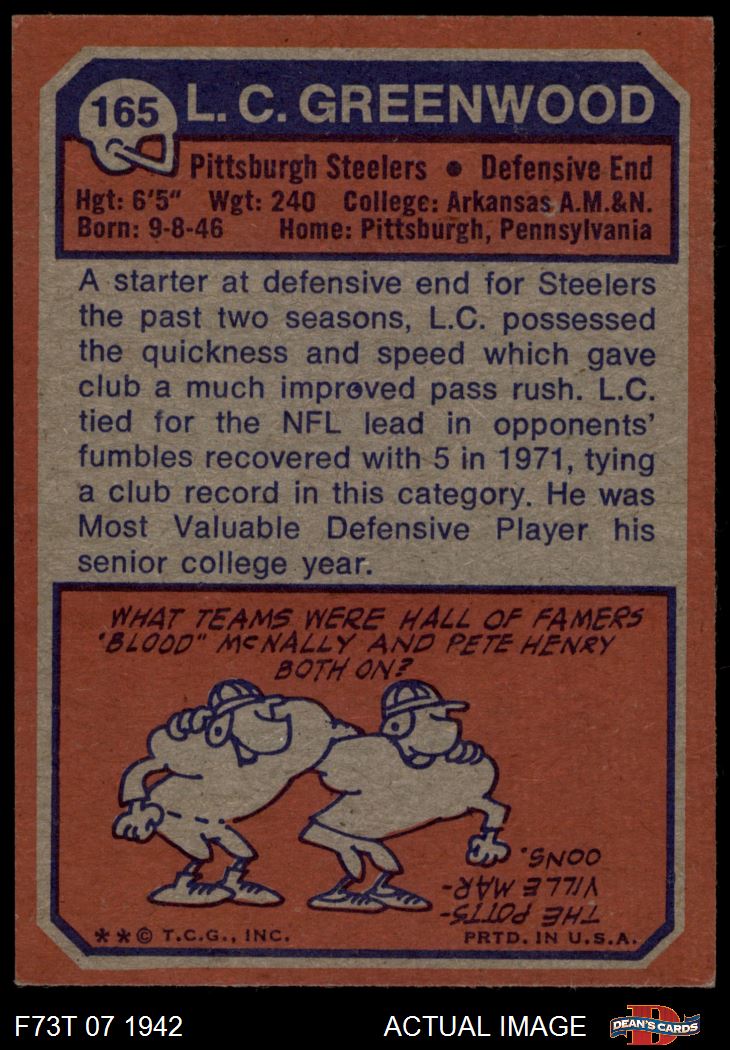 165
L.C. GREENWOOD
Pittsburgh Steelers • Defensive End
Hgt: 6'5" Wgt: 240 College: Arkansas A.M.&N.
Born: 9-8-46 Home: Pittsburgh, Pennsylvania
A starter at defensive end for Steelers
the past two seasons, L.C. possessed
the quickness and speed which gave
club a much improved pass rush. L.C.
tied for the NFL lead in opponents'
fumbles recovered with 5 in 1971, tying
a club record in this category. He was
Most Valuable Defensive Player his
senior college year.
WHAT TEAMS WERE HALL OF FAMERS
"BLOOD" McNALLY AND PETE HENRY
BOTH ON?
THE POTTS-
VILLE MAR-
OONS.
**© T.C.G., INC.
PRTD. IN U.S.A.
F73T 07 1942
ACTUAL IMAGE
DEAN'S CARDS